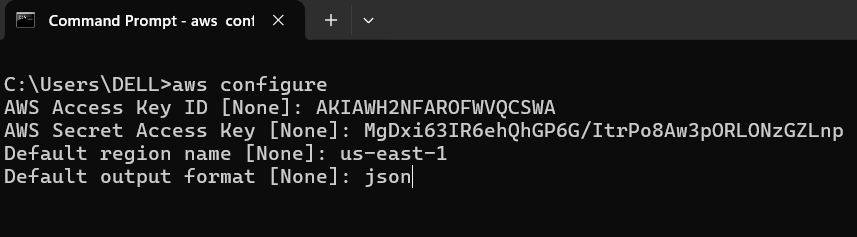 Command Prompt - aws conf
C:\Users\DELL>aws configure
AWS Access Key ID [None]: AKIAWH2NFAROFWVQCSWA
AWS Secret Access Key [None]: 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
Default region name [None]: us-east-1
Default output format [None]: json